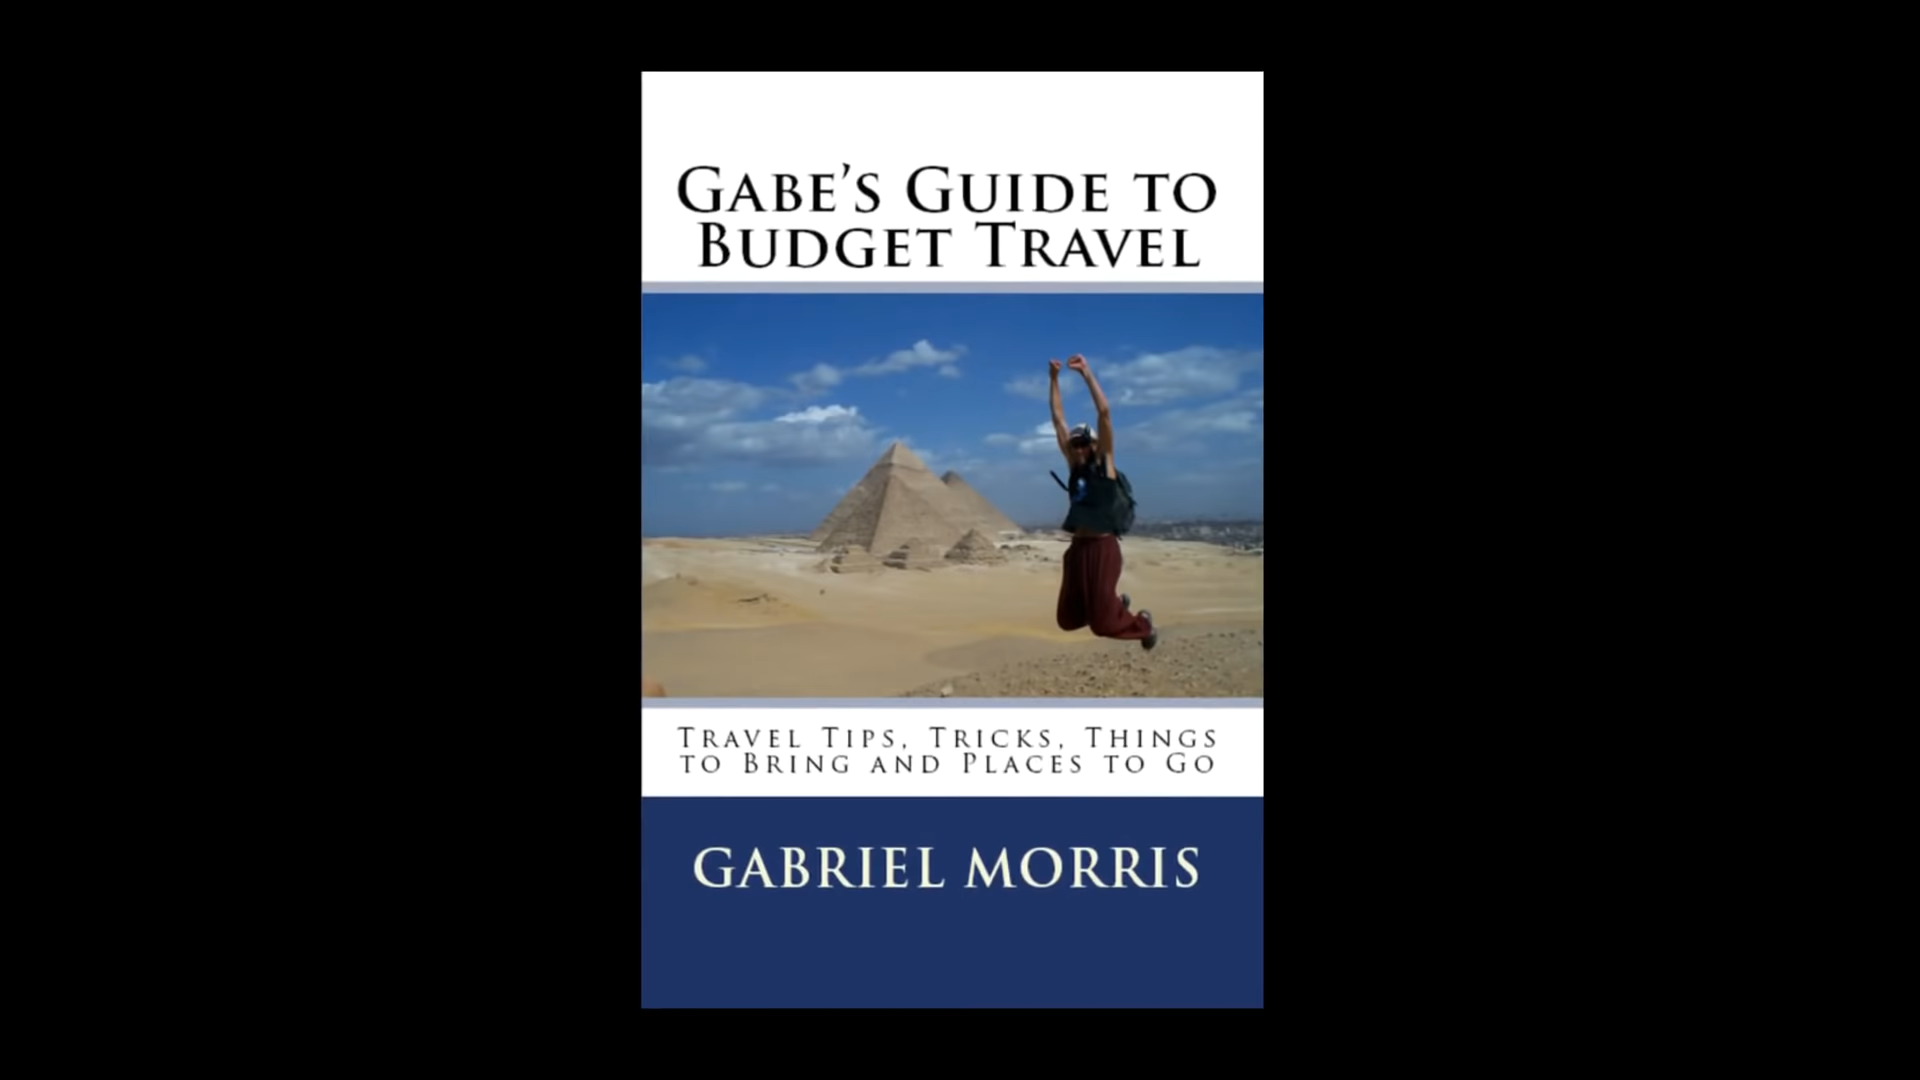 Gabe's Guide to
Budget Travel
Travel Tips, Tricks, Things
to Bring and Places to Go
GABRIEL MORRIS